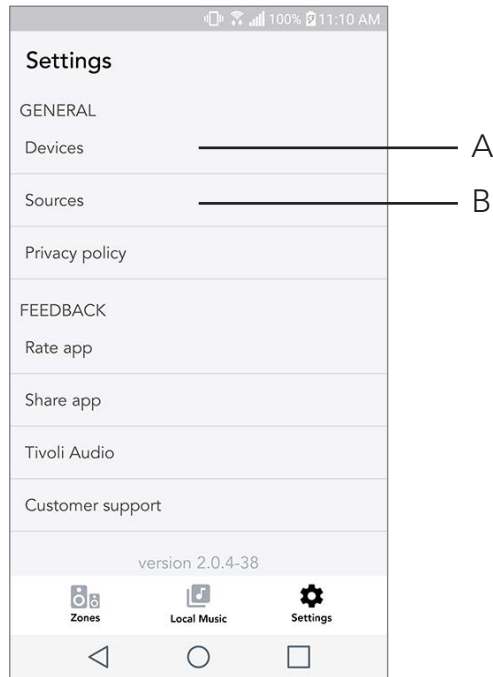 100% 11:10 AM
Settings
GENERAL
Devices
A
Sources
B
Privacy policy
FEEDBACK
Rate app
Share app
Tivoli Audio
Customer support
version 2.0.4-38
Zones Local Music Settings